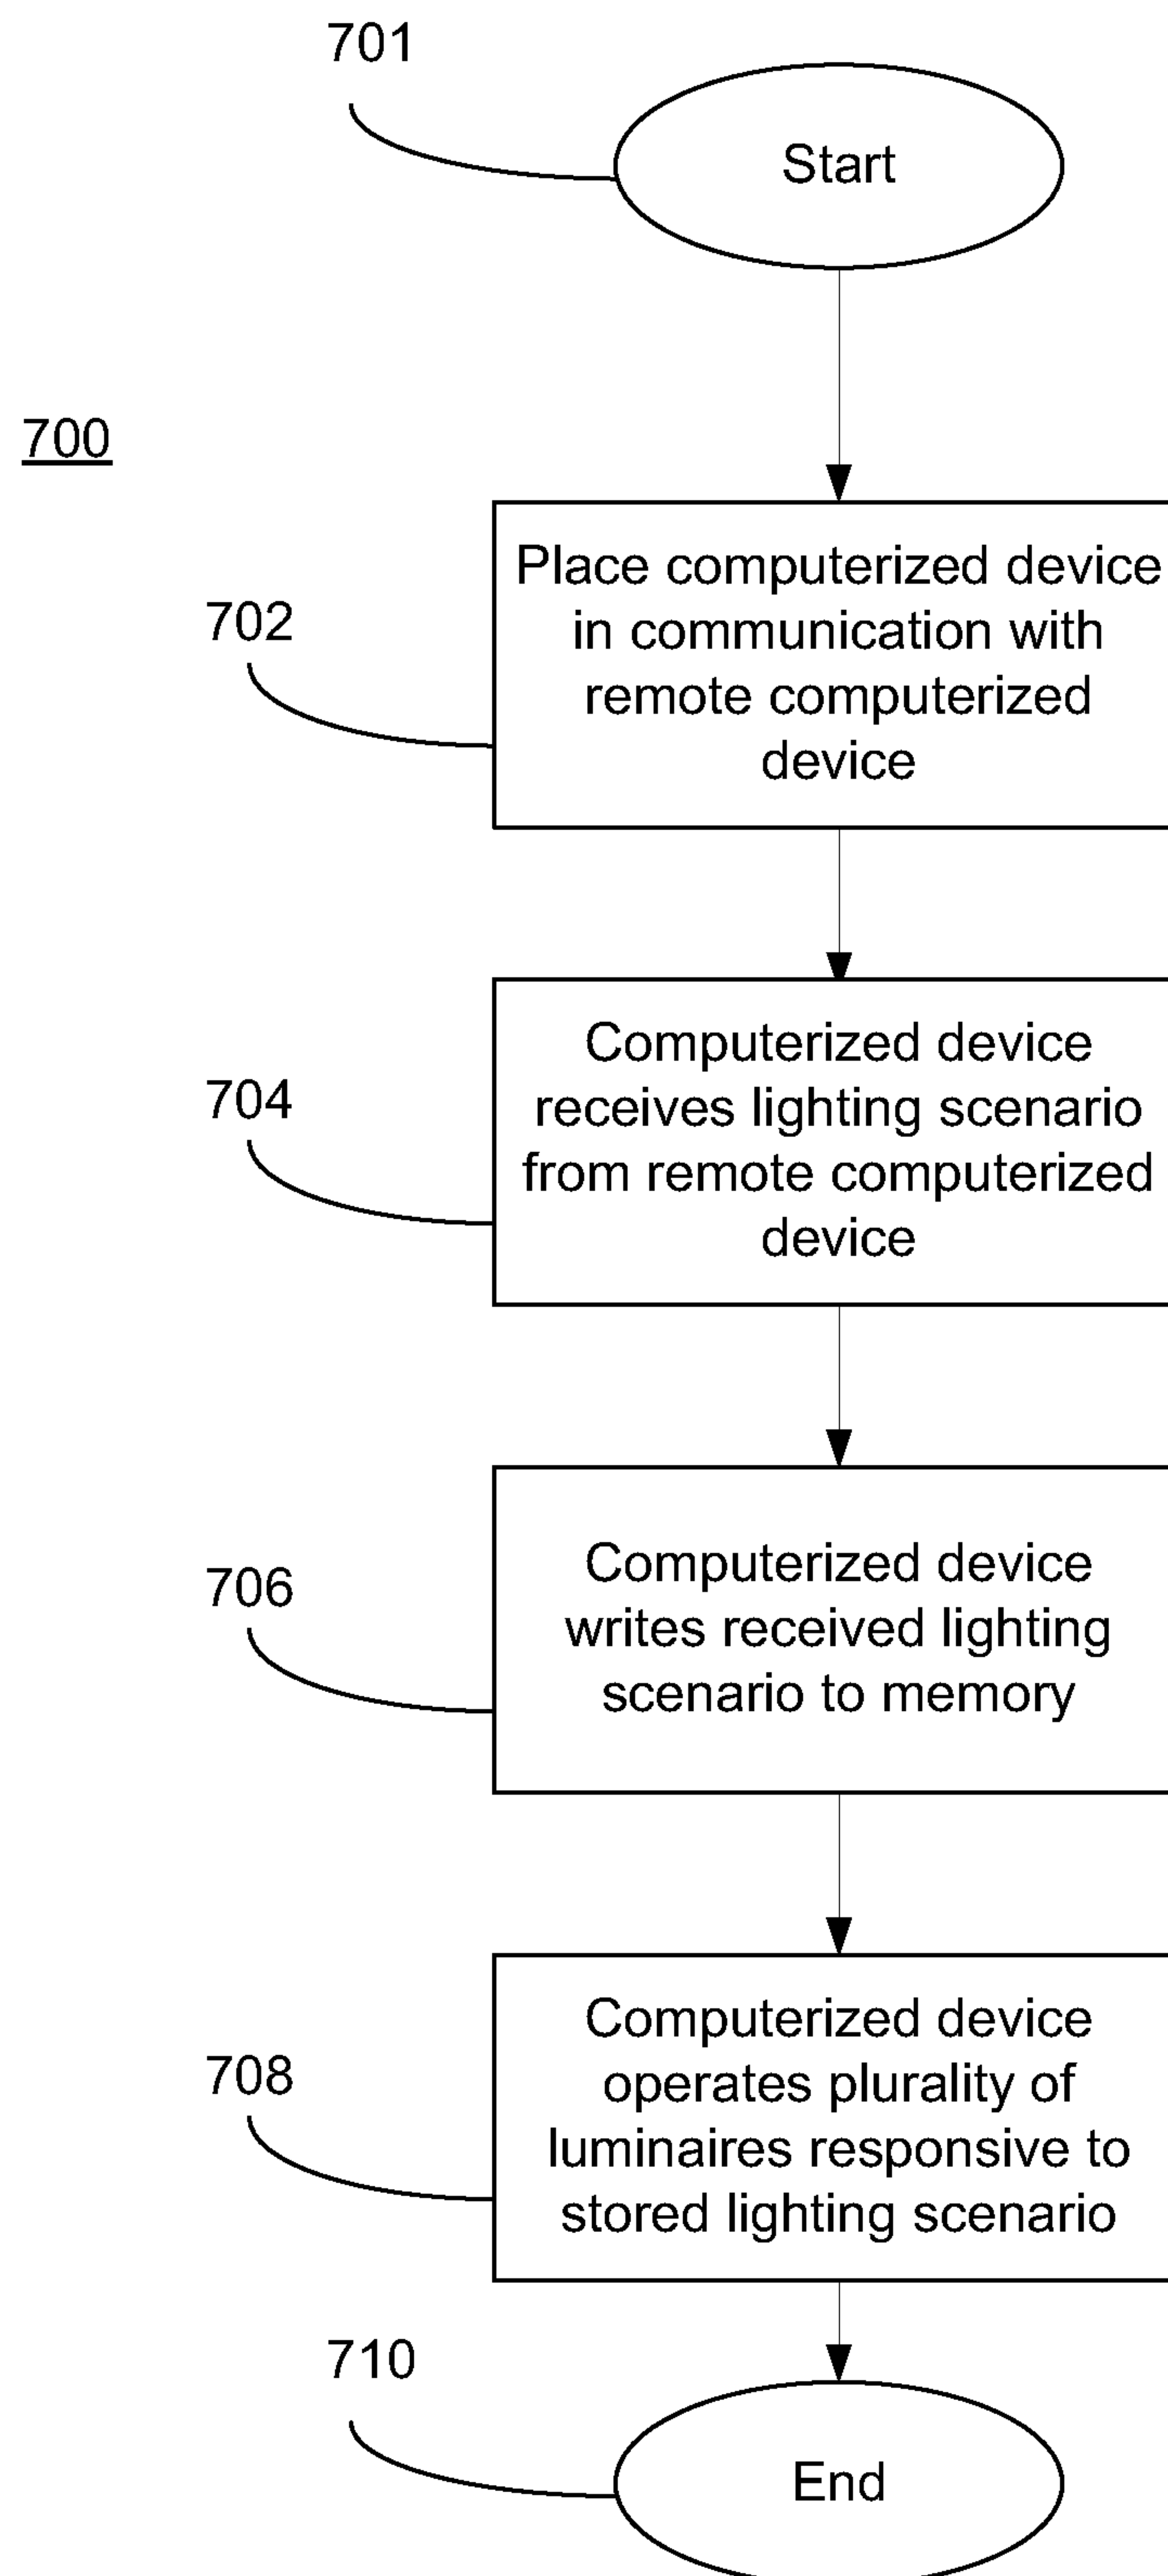 701
Start
700
Place computerized device
in communication with
remote computerized
device
702
Computerized device
receives lighting scenario
from remote computerized
device
704
Computerized device
writes received lighting
scenario to memory
706
Computerized device
operates plurality of
luminaires responsive to
stored lighting scenario
708
710
End